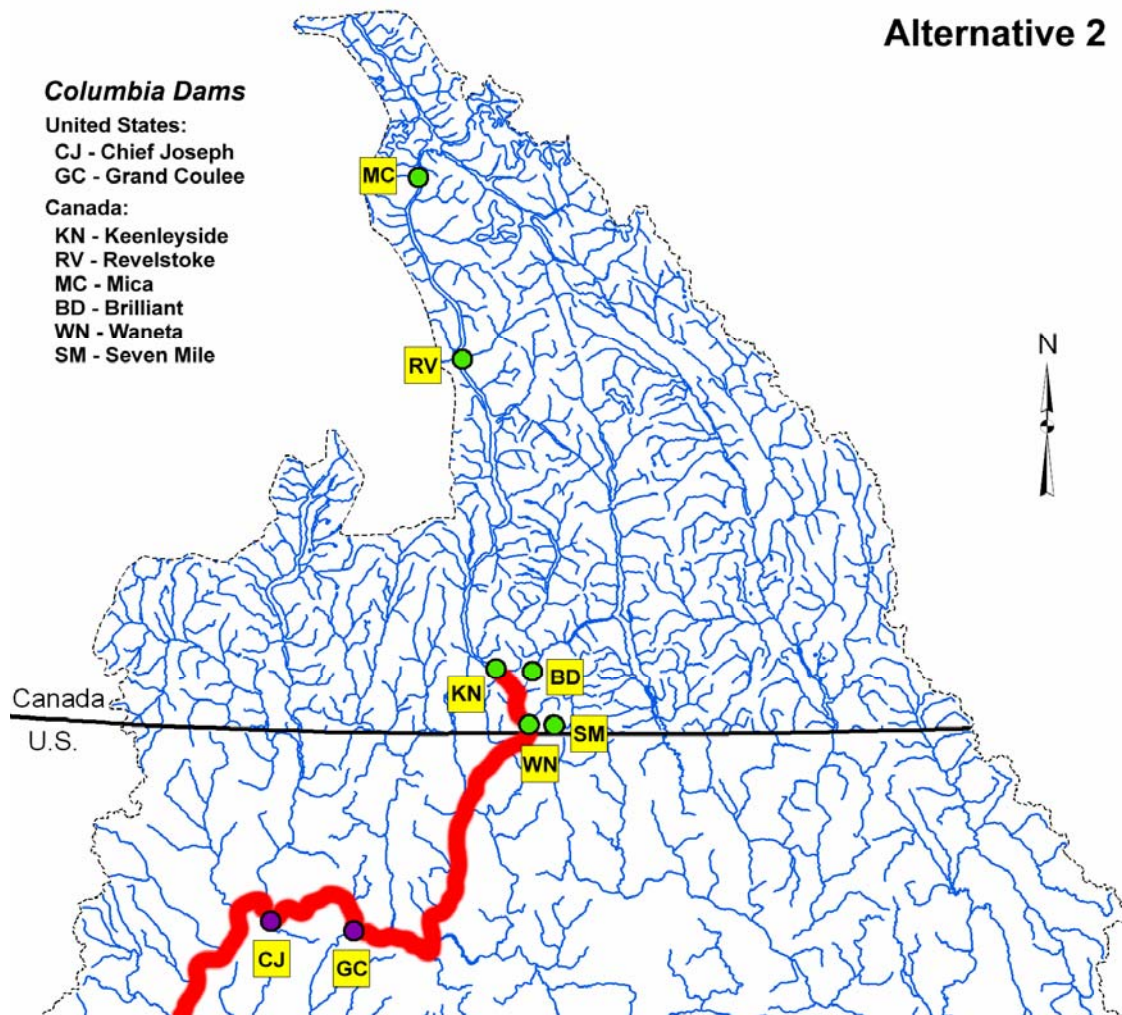 Alternative 2
Columbia Dams
United States:
CJ - Chief Joseph
GC - Grand Coulee
Canada:
KN - Keenleyside
RV - Revelstoke
MC - Mica
BD - Brilliant
WN - Waneta
SM - Seven Mile
MC
RV
N
KN
BD
Canada
U.S.
SM
WN
CJ
GC